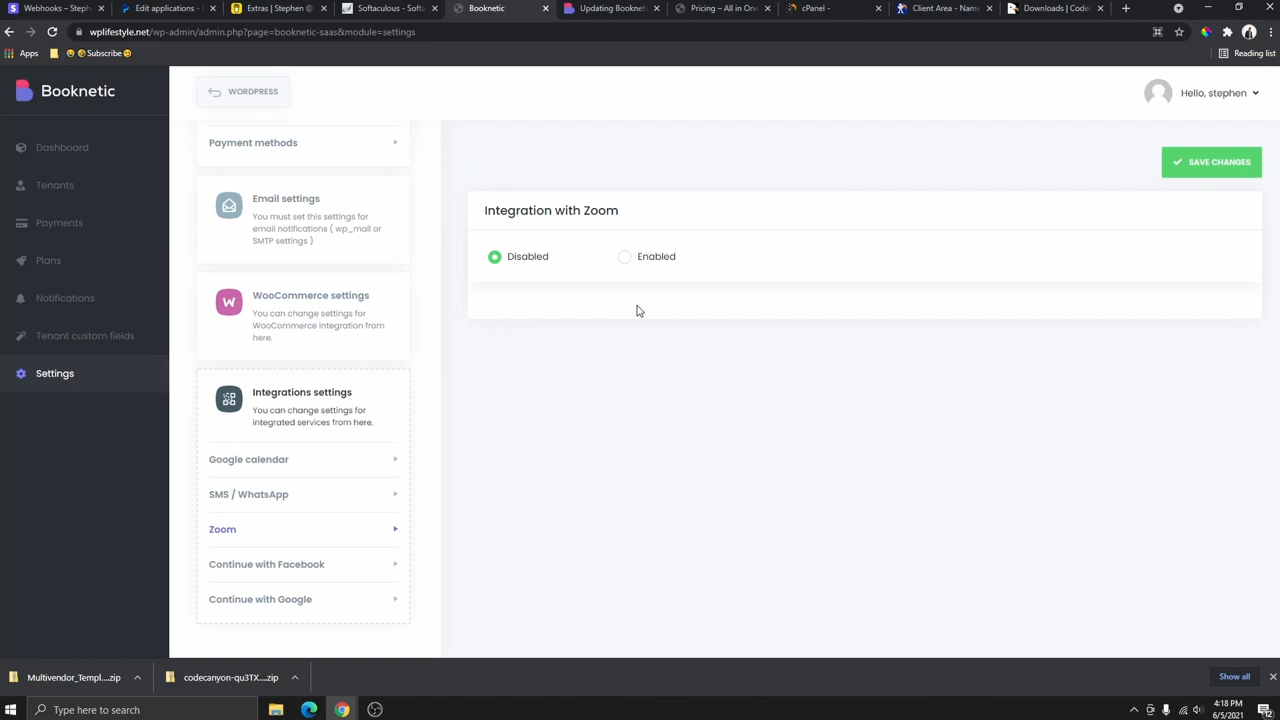 Webhooks – Steph
Edit applications -
Extras | Stephen @
Softaculous - Softa
Booknetic
Updating Booknet
Pricing – All in One
cPanel -
Client Area - Name
Downloads | Codel
wplifestyle.net/wp-admin/admin.php?page=booknetic-saas&module=settings
Apps
😀😋Subscribe😋
Reading list
Booknetic
WORDPRESS
Hello, stephen
Dashboard
Tenants
Payments
Plans
Notifications
Tenant custom fields
Settings
Payment methods
Email settings
You must set this settings for
email notifications ( wp_mail or
SMTP settings )
WooCommerce settings
You can change settings for
WooCommerce integration from
here.
Integrations settings
You can change settings for
integrated services from here.
Google calendar
SMS / WhatsApp
Zoom
Continue with Facebook
Continue with Google
SAVE CHANGES
Integration with Zoom
Disabled
Enabled
Multivendor_Templ....zip
codecanyon-qu3TX....zip
Show all
Type here to search
4:18 PM
6/5/2021